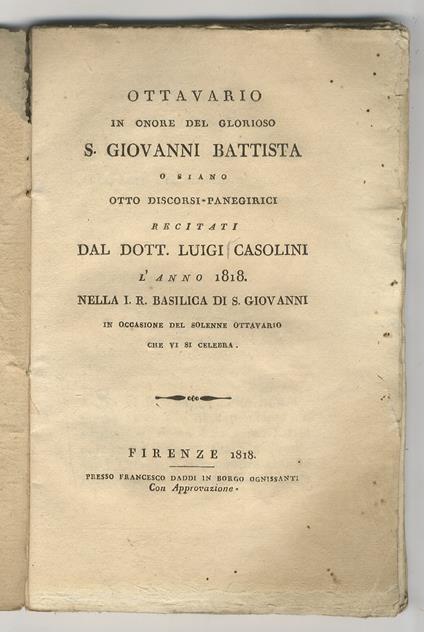 OTTAVARIO
IN ONORE DEL GLORIOSO
S. GIOVANNI BATTISTA
O SIANO
OTTO DISCORSI-PANEGIRICI
RECITATI
DAL DOTT. LUIGI CASOLINI
L'ANNO 1818.
NELLA I. R. BASILICA DI S. GIOVANNI
IN OCCASIONE DEL SOLENNE OTTAVARIO
CHE VI SI CELEBRA.
FIRENZE 1818.
PRESSO FRANCESCO DADDI IN BORGO OGNISSANTI
Con Approvazione.